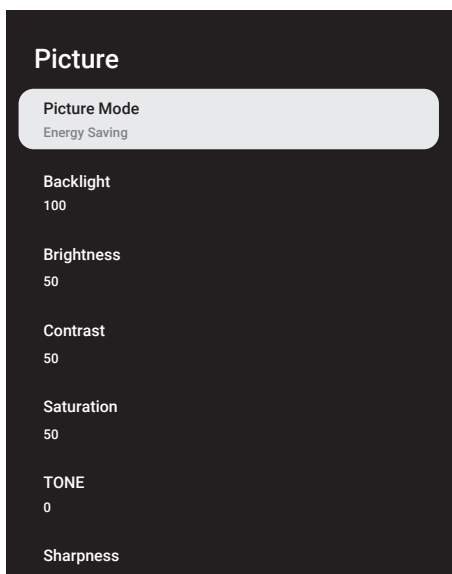 Picture
Picture Mode
Energy Saving
Backlight
100
Brightness
50
Contrast
50
Saturation
50
TONE
0
Sharpness